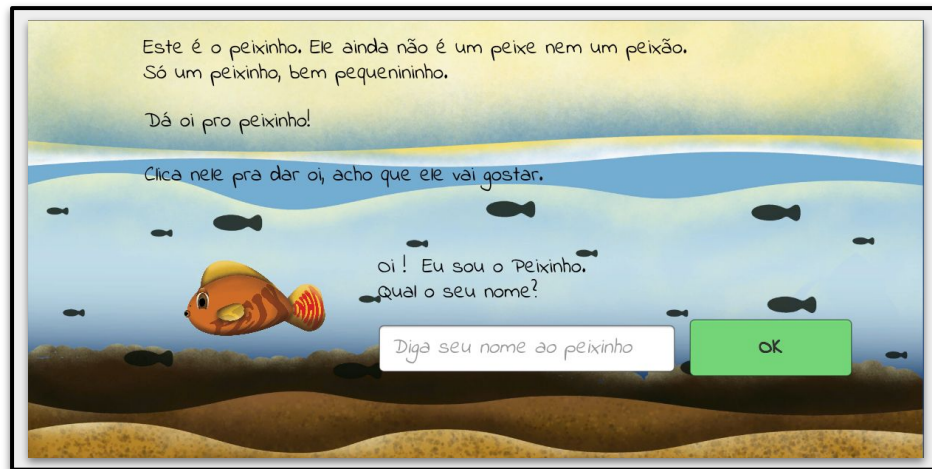 Este é o peixinho. Ele ainda não é um peixe nem um peixão.
Só um peixinho, bem pequenininho.
Dá oi pro peixinho!
Clica nele pra dar oi, acho que ele vai gostar.
oi! Eu sou o Peixinho.
Qual o seu nome?
Diga seu nome ao peixinho
OK